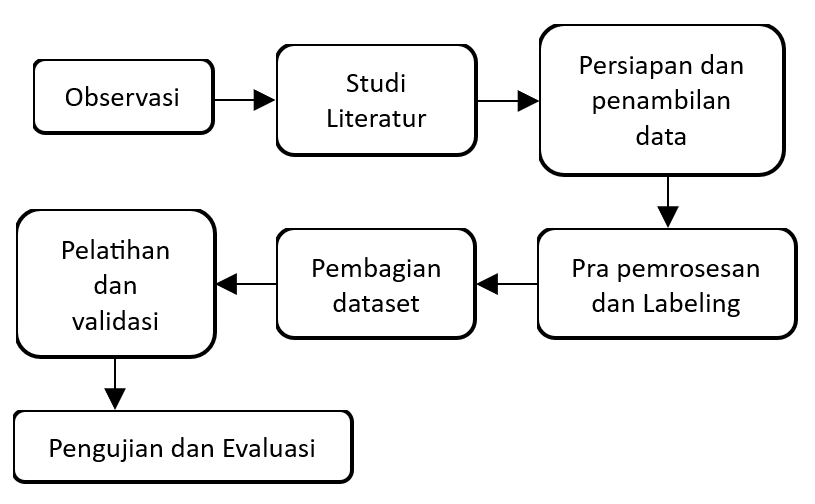 Observasi
Studi
Literatur
Persiapan dan
penambilan
data
Pra pemrosesan
dan Labeling
Pembagian
dataset
Pelatihan
dan
validasi
Pengujian dan Evaluasi